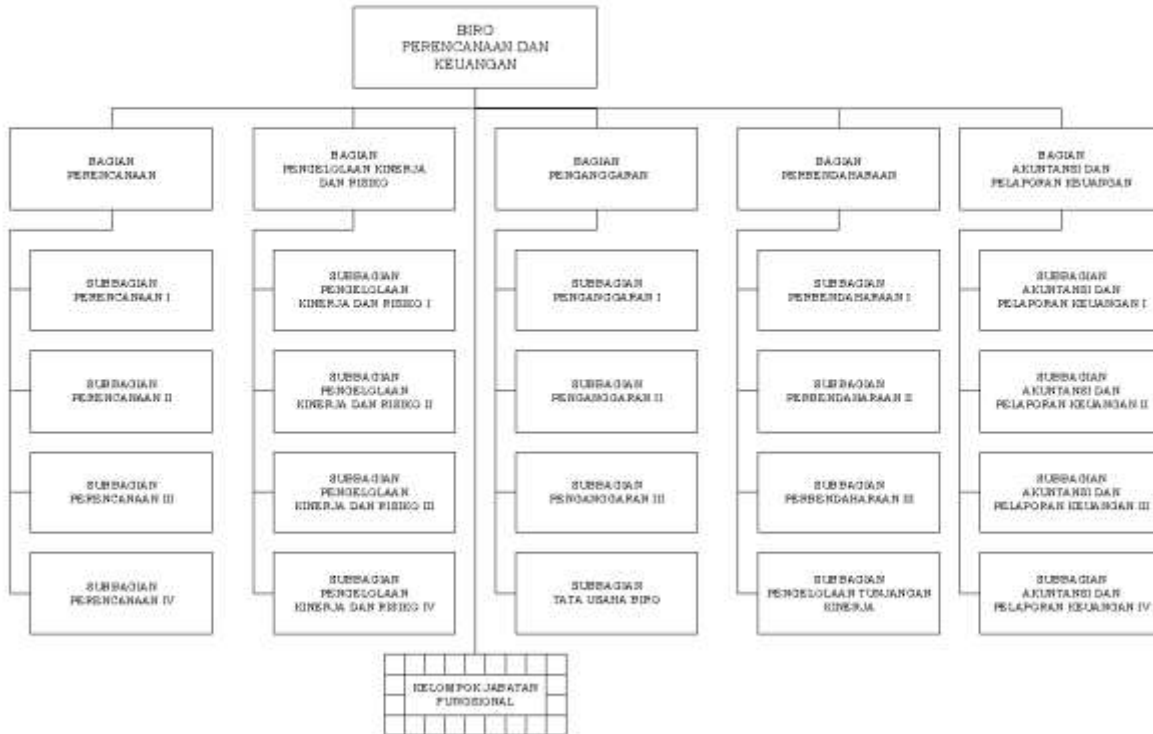 BIRO
PERENCANAAN DAN
KEUANGAN
BAGIAN
PERENCANAAN
BAGIAN
PENGELOLAAN KINERJA
DAN RISIKO
BAGIAN
PENGANGGARAN
BAGIAN
PERBENDAHARAAN
BAGIAN
AKUNTANSI DAN
PELAPORAN KEUANGAN
SUBBAGIAN
PERENCANAAN I
SUBBAGIAN
PENGELOLAAN
KINERJA DAN RISIKO I
SUBBAGIAN
PENGANGGARAN I
SUBBAGIAN
PERBENDAHARAAN I
SUBBAGIAN
AKUNTANSI DAN
PELAPORAN KEUANGAN I
SUBBAGIAN
PERENCANAAN II
SUBBAGIAN
PENGELOLAAN
KINERJA DAN RISIKO II
SUBBAGIAN
PENGANGGARAN II
SUBBAGIAN
PERBENDAHARAAN II
SUBBAGIAN
AKUNTANSI DAN
PELAPORAN KEUANGAN II
SUBBAGIAN
PERENCANAAN III
SUBBAGIAN
PENGELOLAAN
KINERJA DAN RISIKO III
SUBBAGIAN
PENGANGGARAN III
SUBBAGIAN
PERBENDAHARAAN III
SUBBAGIAN
AKUNTANSI DAN
PELAPORAN KEUANGAN III
SUBBAGIAN
PERENCANAAN IV
SUBBAGIAN
PENGELOLAAN
KINERJA DAN RISIKO IV
SUBBAGIAN
TATA USAHA BIRO
SUBBAGIAN
PENGELOLAAN TUNJANGAN
KINERJA
SUBBAGIAN
AKUNTANSI DAN
PELAPORAN KEUANGAN IV
KELOMPOK JABATAN
FUNGSIONAL